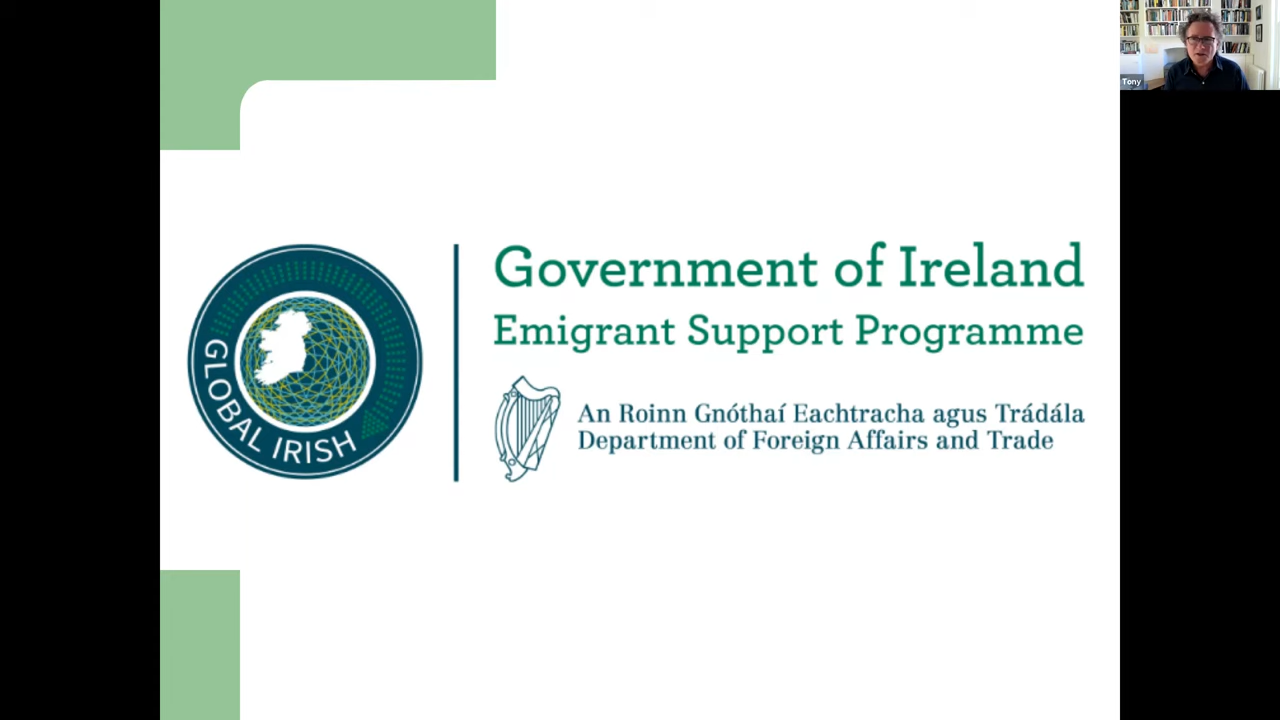 Tony
Government of Ireland
Emigrant Support Programme
GLOBAL IRISH
An Roinn Gnóthaí Eachtracha agus Trádála
Department of Foreign Affairs and Trade